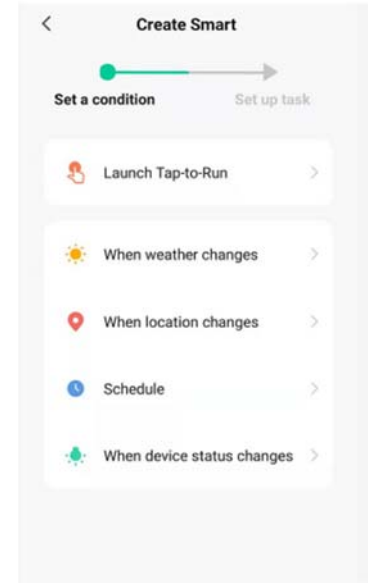 Create Smart
Set a condition
Set up task
Launch Tap-to-Run
When weather changes
When location changes
Schedule
When device status changes